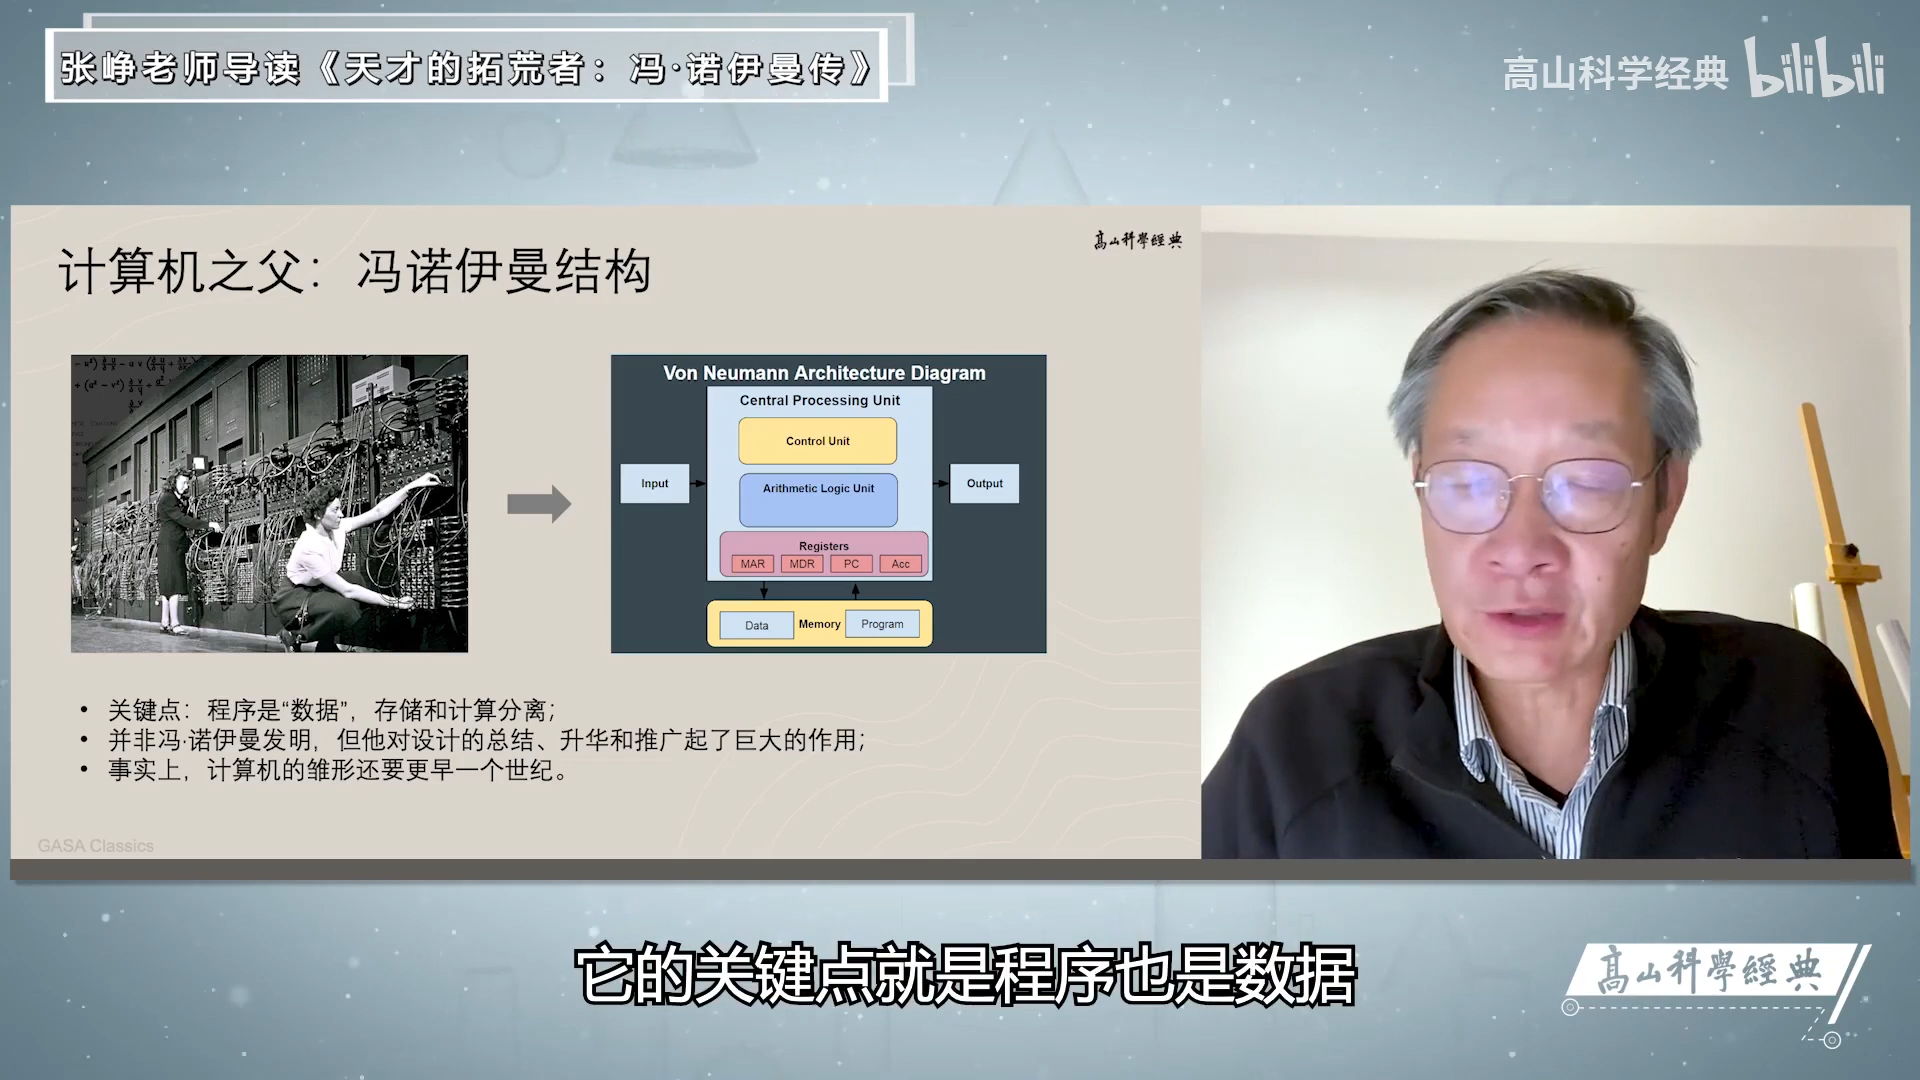 张峥老师导读《天才的拓荒者：冯·诺伊曼传》
高山科学经典 bilibili
高山科學經典
计算机之父：冯诺伊曼结构
Von Neumann Architecture Diagram
Central Processing Unit
Control Unit
Input
Arithmetic Logic Unit
Output
Registers
MAR MDR PC Acc
Data Memory Program
• 关键点：程序是“数据”，存储和计算分离；
• 并非冯·诺伊曼发明，但他对设计的总结、升华和推广起了巨大的作用；
• 事实上，计算机的雏形还要更早一个世纪。
GASA Classics
它的关键点就是程序也是数据
高山科學經典